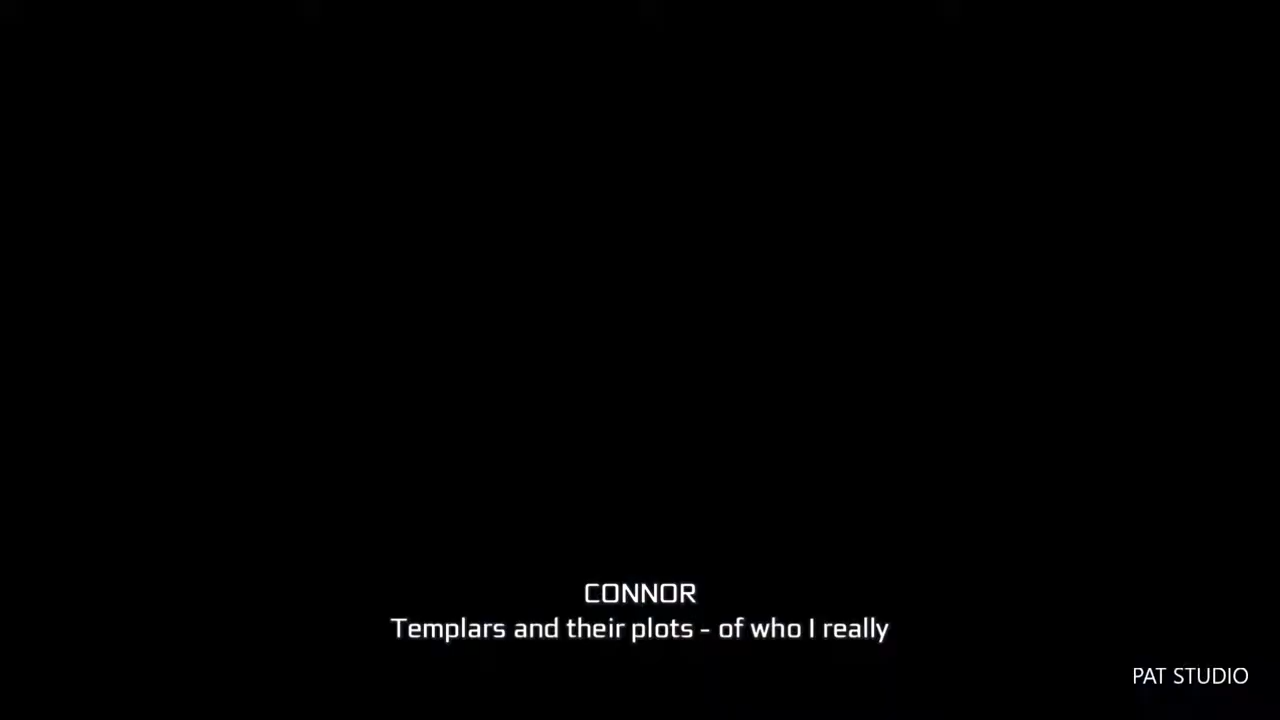 CONNOR
Templars and their plots - of who I really
PAT STUDIO